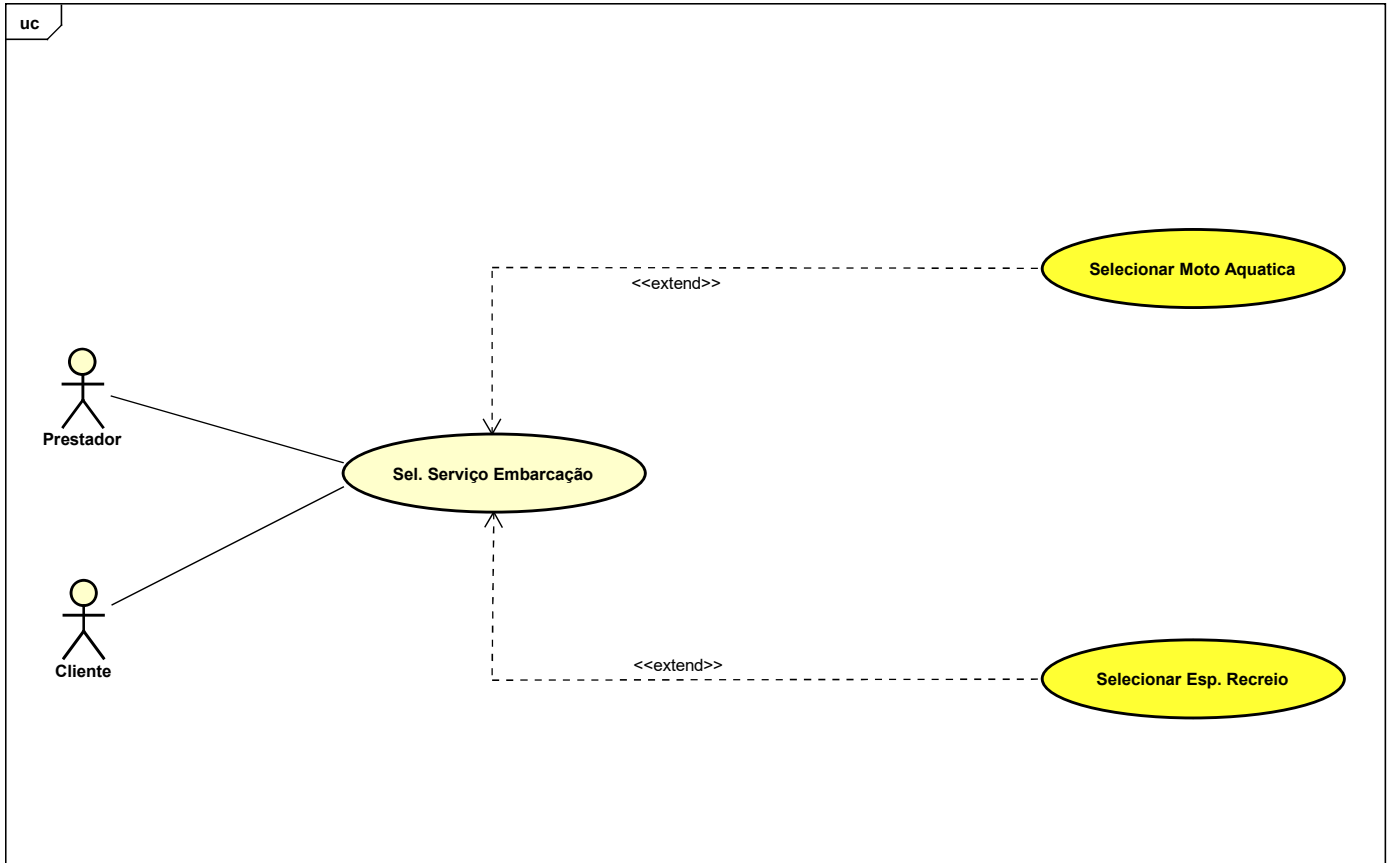 uc
Selecionar Moto Aquatica
<<extend>>
Prestador
Sel. Serviço Embarcação
Cliente
<<extend>>
Selecionar Esp. Recreio